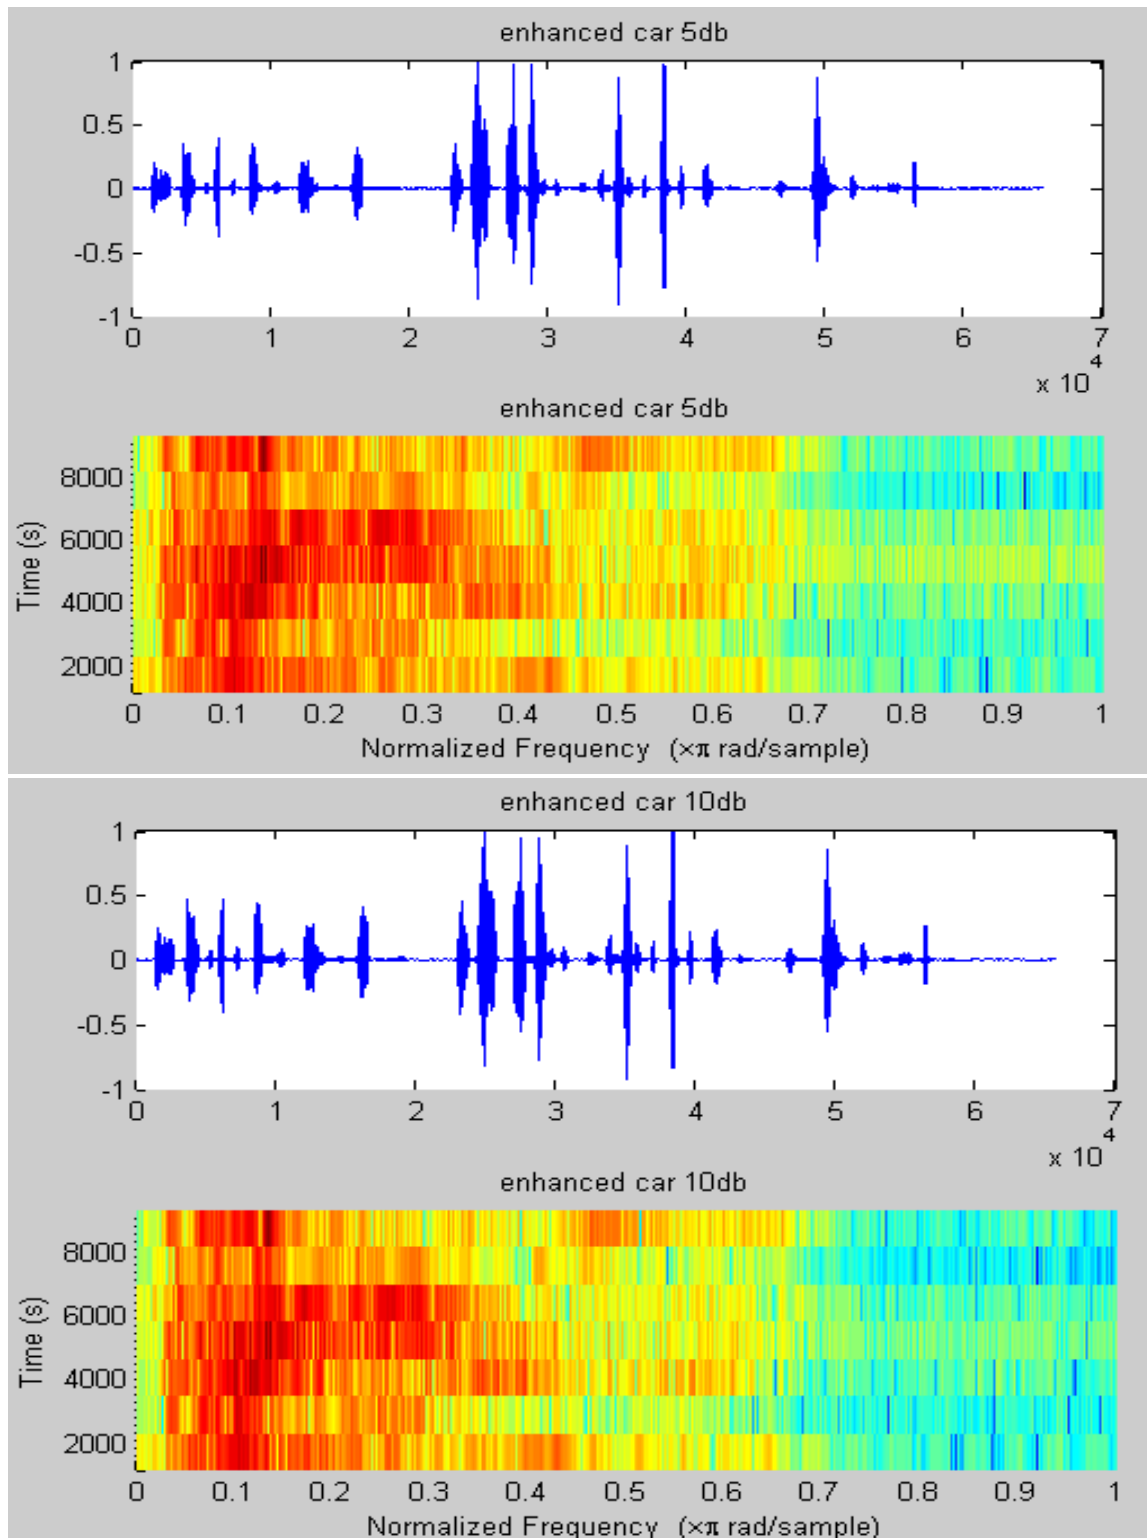 enhanced car 5db
1
0.5
0
-0.5
-1
0 1 2 3 4 5 6 7
x 10^4
enhanced car 5db
8000
6000
4000
2000
Time (s)
0 0.1 0.2 0.3 0.4 0.5 0.6 0.7 0.8 0.9 1
Normalized Frequency (×π rad/sample)
enhanced car 10db
1
0.5
0
-0.5
-1
0 1 2 3 4 5 6 7
x 10^4
enhanced car 10db
8000
6000
4000
2000
Time (s)
0 0.1 0.2 0.3 0.4 0.5 0.6 0.7 0.8 0.9 1
Normalized Frequency (×π rad/sample)